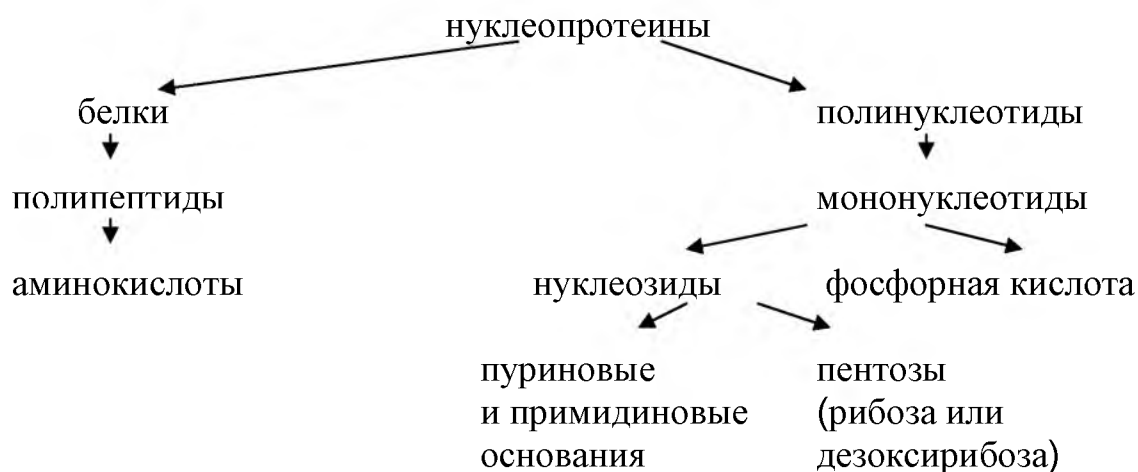 нуклеопротеины
белки
полинуклеотиды
полипептиды
мононуклеотиды
аминокислоты
нуклеозиды
фосфорная кислота
пуриновые
и примидиновые
основания
пентозы
(рибоза или
дезоксирибоза)